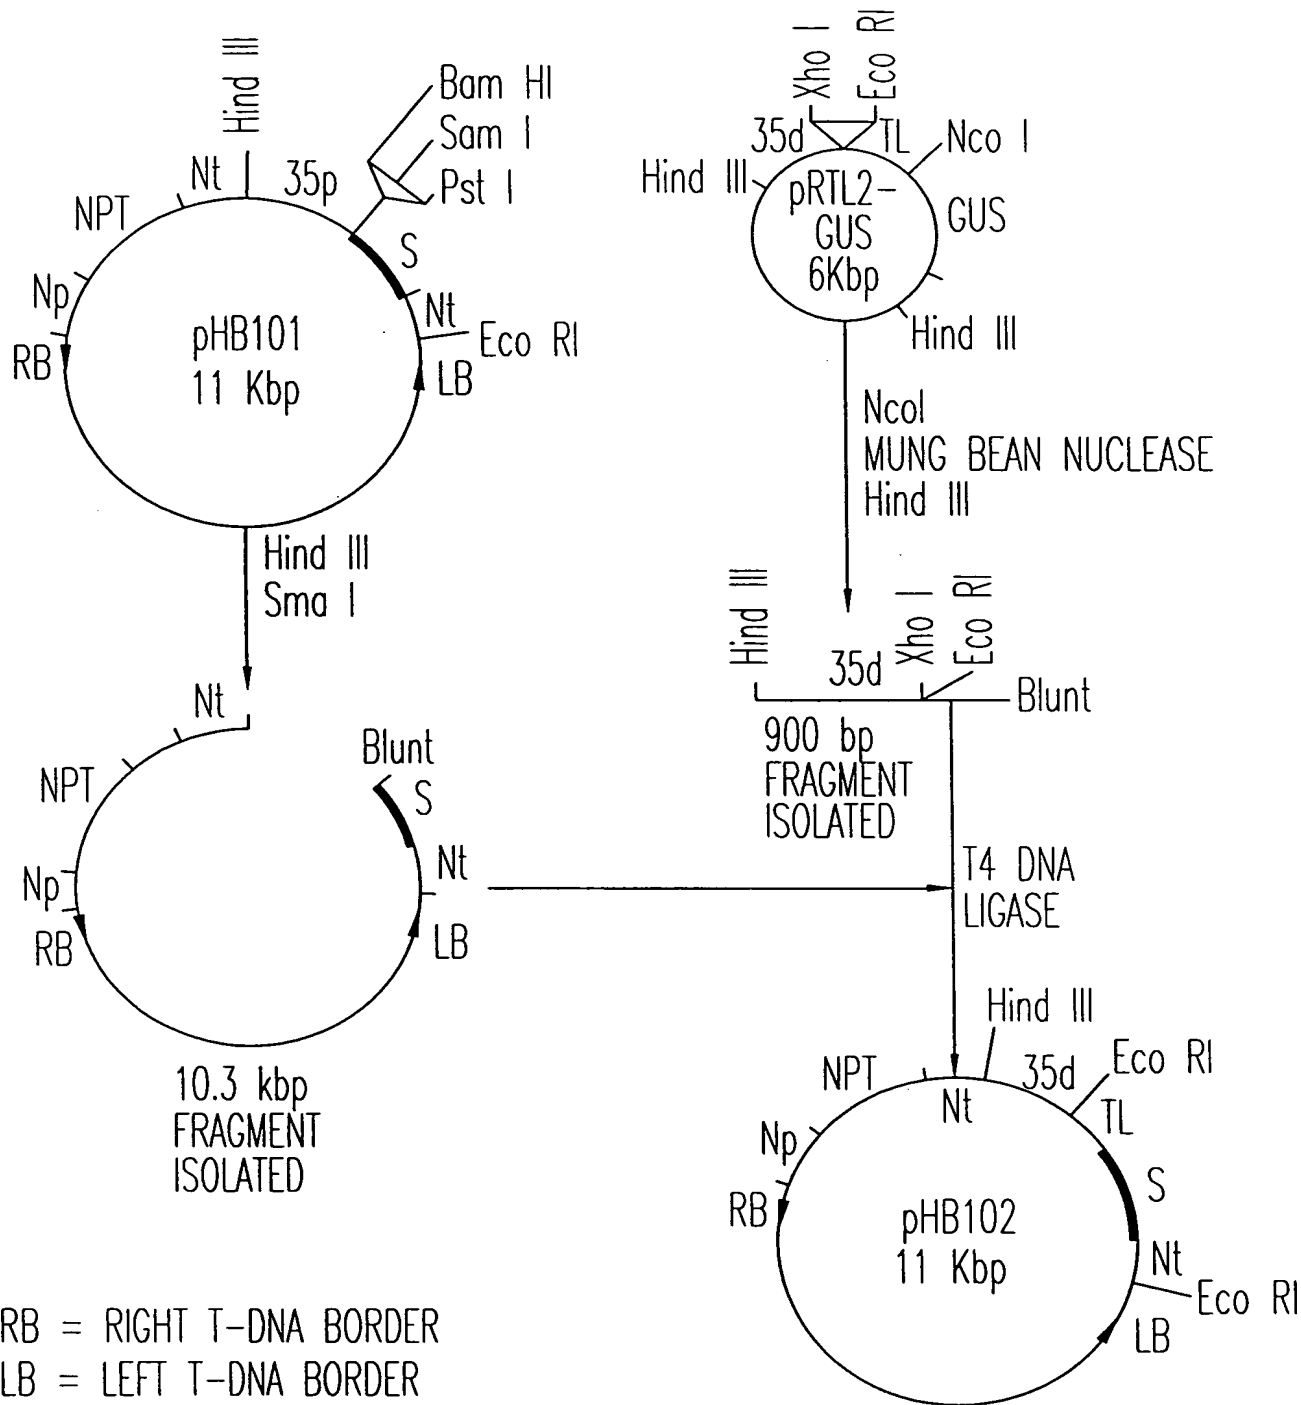 Hind III
Bam HI
Sam I
Pst I
35p
Nt
NPT
Np
RB
S
Nt
Eco RI
LB
pHB101
11 Kbp
Hind III
Sma I
Xho I
Eco RI
35d
TL
Nco I
Hind III
pRTL2-
GUS
6Kbp
GUS
Hind III
NcoI
MUNG BEAN NUCLEASE
Hind III
Hind III
35d
Xho I
Eco RI
Blunt
900 bp
FRAGMENT
ISOLATED
Nt
NPT
Np
RB
Blunt
S
Nt
LB
10.3 kbp
FRAGMENT
ISOLATED
T4 DNA
LIGASE
Hind III
35d
Eco RI
TL
NPT
Nt
Np
RB
S
Nt
Eco RI
LB
pHB102
11 Kbp
RB = RIGHT T-DNA BORDER
LB = LEFT T-DNA BORDER